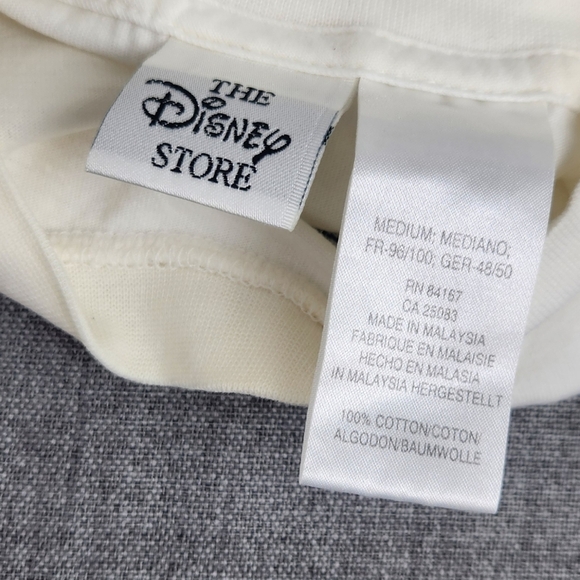 THE
Disney
STORE
MEDIUM: MEDIANO;
FR-96/100; GER-48/50
RN 84167
CA 25083
MADE IN MALAYSIA
FABRIQUE EN MALAISIE
HECHO EN MALASIA
IN MALAYSIA HERGESTELLT
100% COTTON/COTON/
ALGODON/BAUMWOLLE